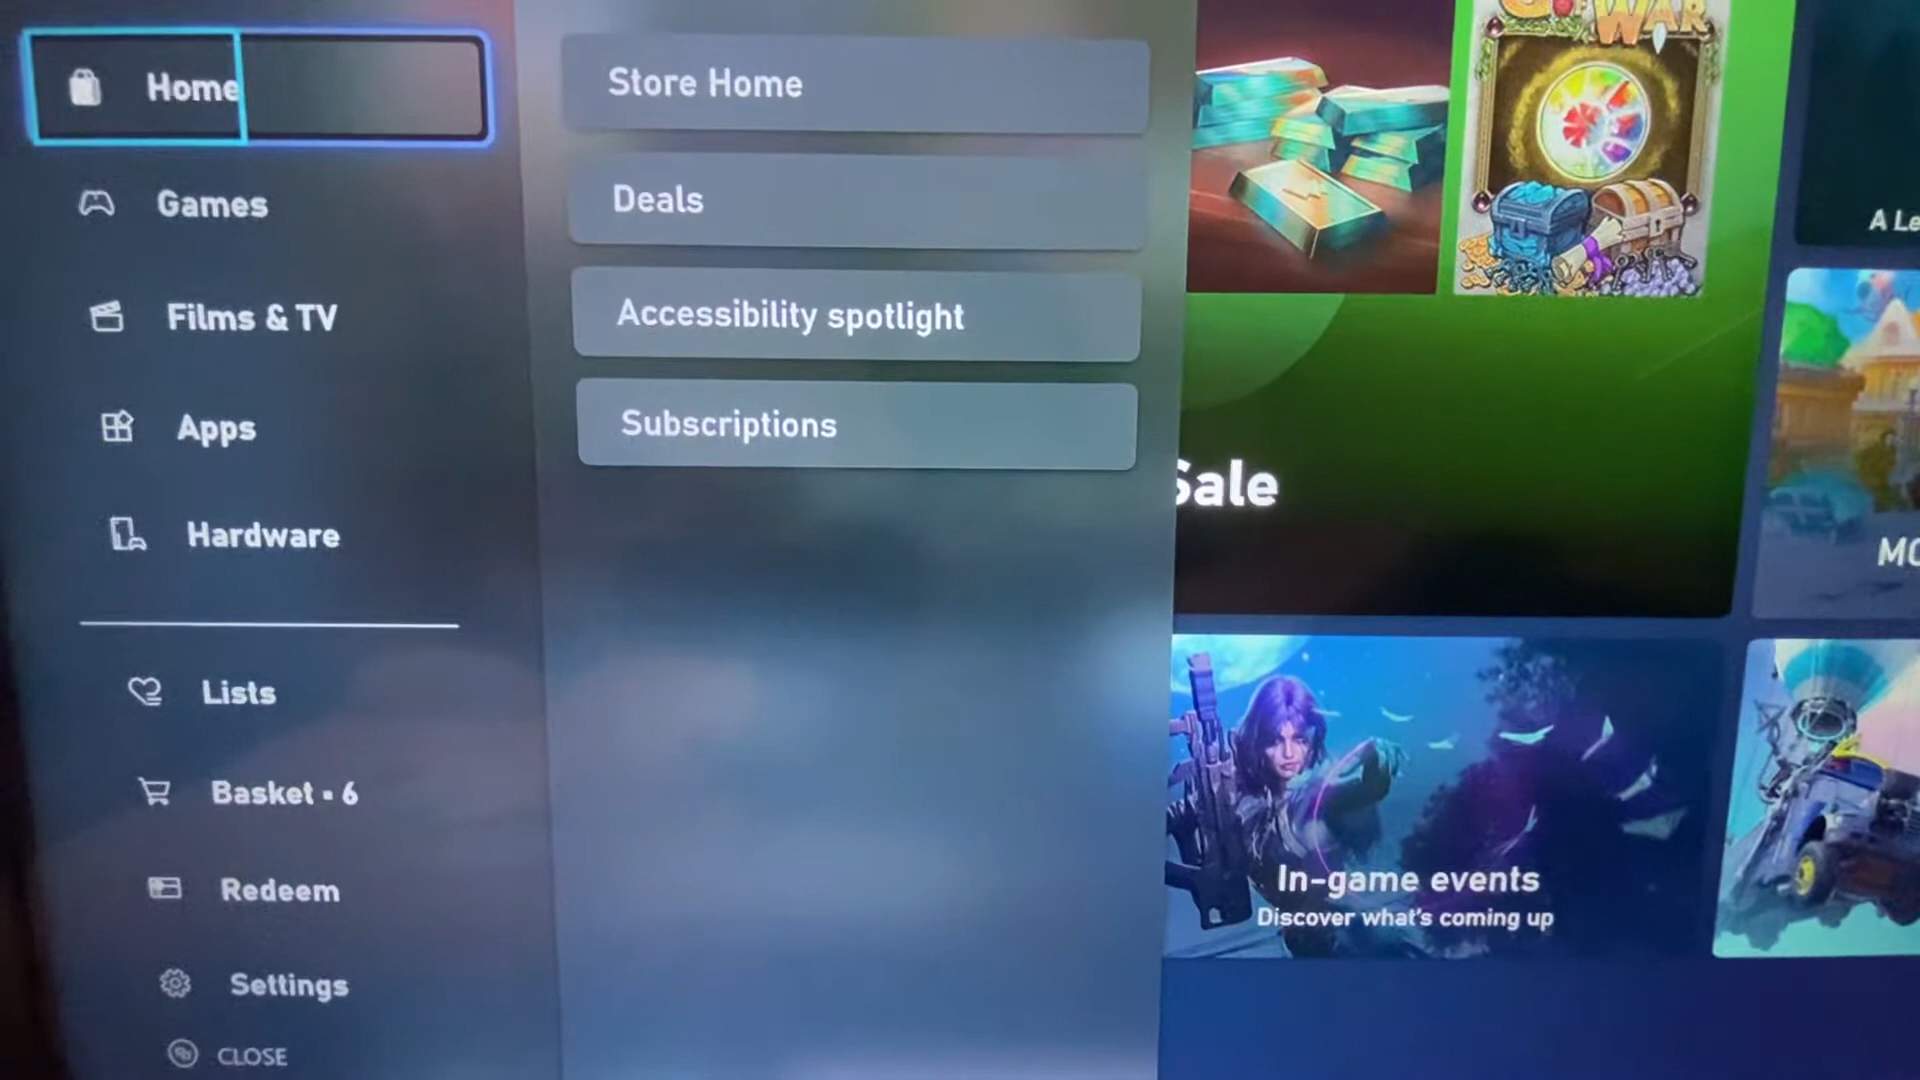 Home
Games
Films & TV
Apps
Hardware
Lists
Basket ▪ 6
Redeem
Settings
CLOSE
Store Home
Deals
Accessibility spotlight
Subscriptions
WAR
Sale
In-game events
Discover what's coming up